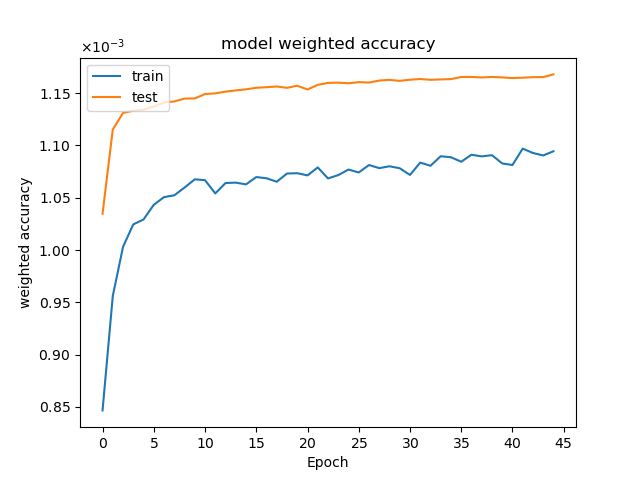 model weighted accuracy
×10⁻³
train
test
1.15
1.10
1.05
1.00
0.95
0.90
0.85
weighted accuracy
0 5 10 15 20 25 30 35 40 45
Epoch